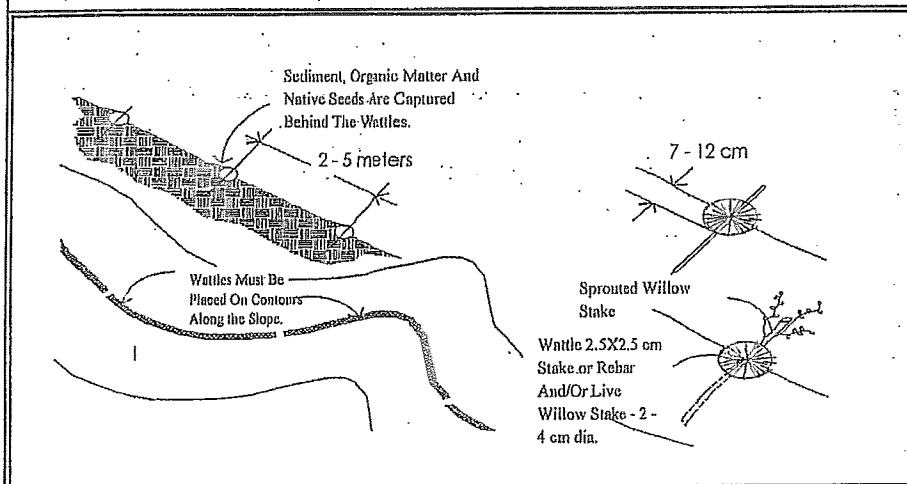 Sediment, Organic Matter And
Native Seeds Are Captured
Behind The Wattles.
2 - 5 meters
7 - 12 cm
Wattles Must Be
Placed On Contours
Along the Slope.
Sprouted Willow
Stake
Wattle 2.5X2.5 cm
Stake or Rebar
And/Or Live
Willow Stake - 2 -
4 cm dia.